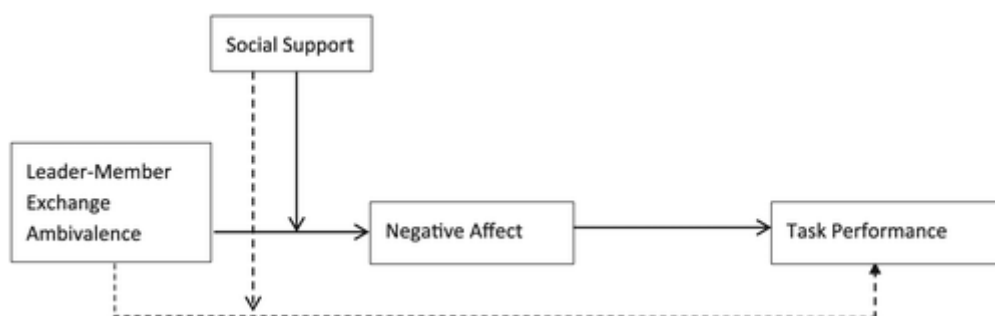 Social Support
Leader-Member
Exchange
Ambivalence
Negative Affect
Task Performance